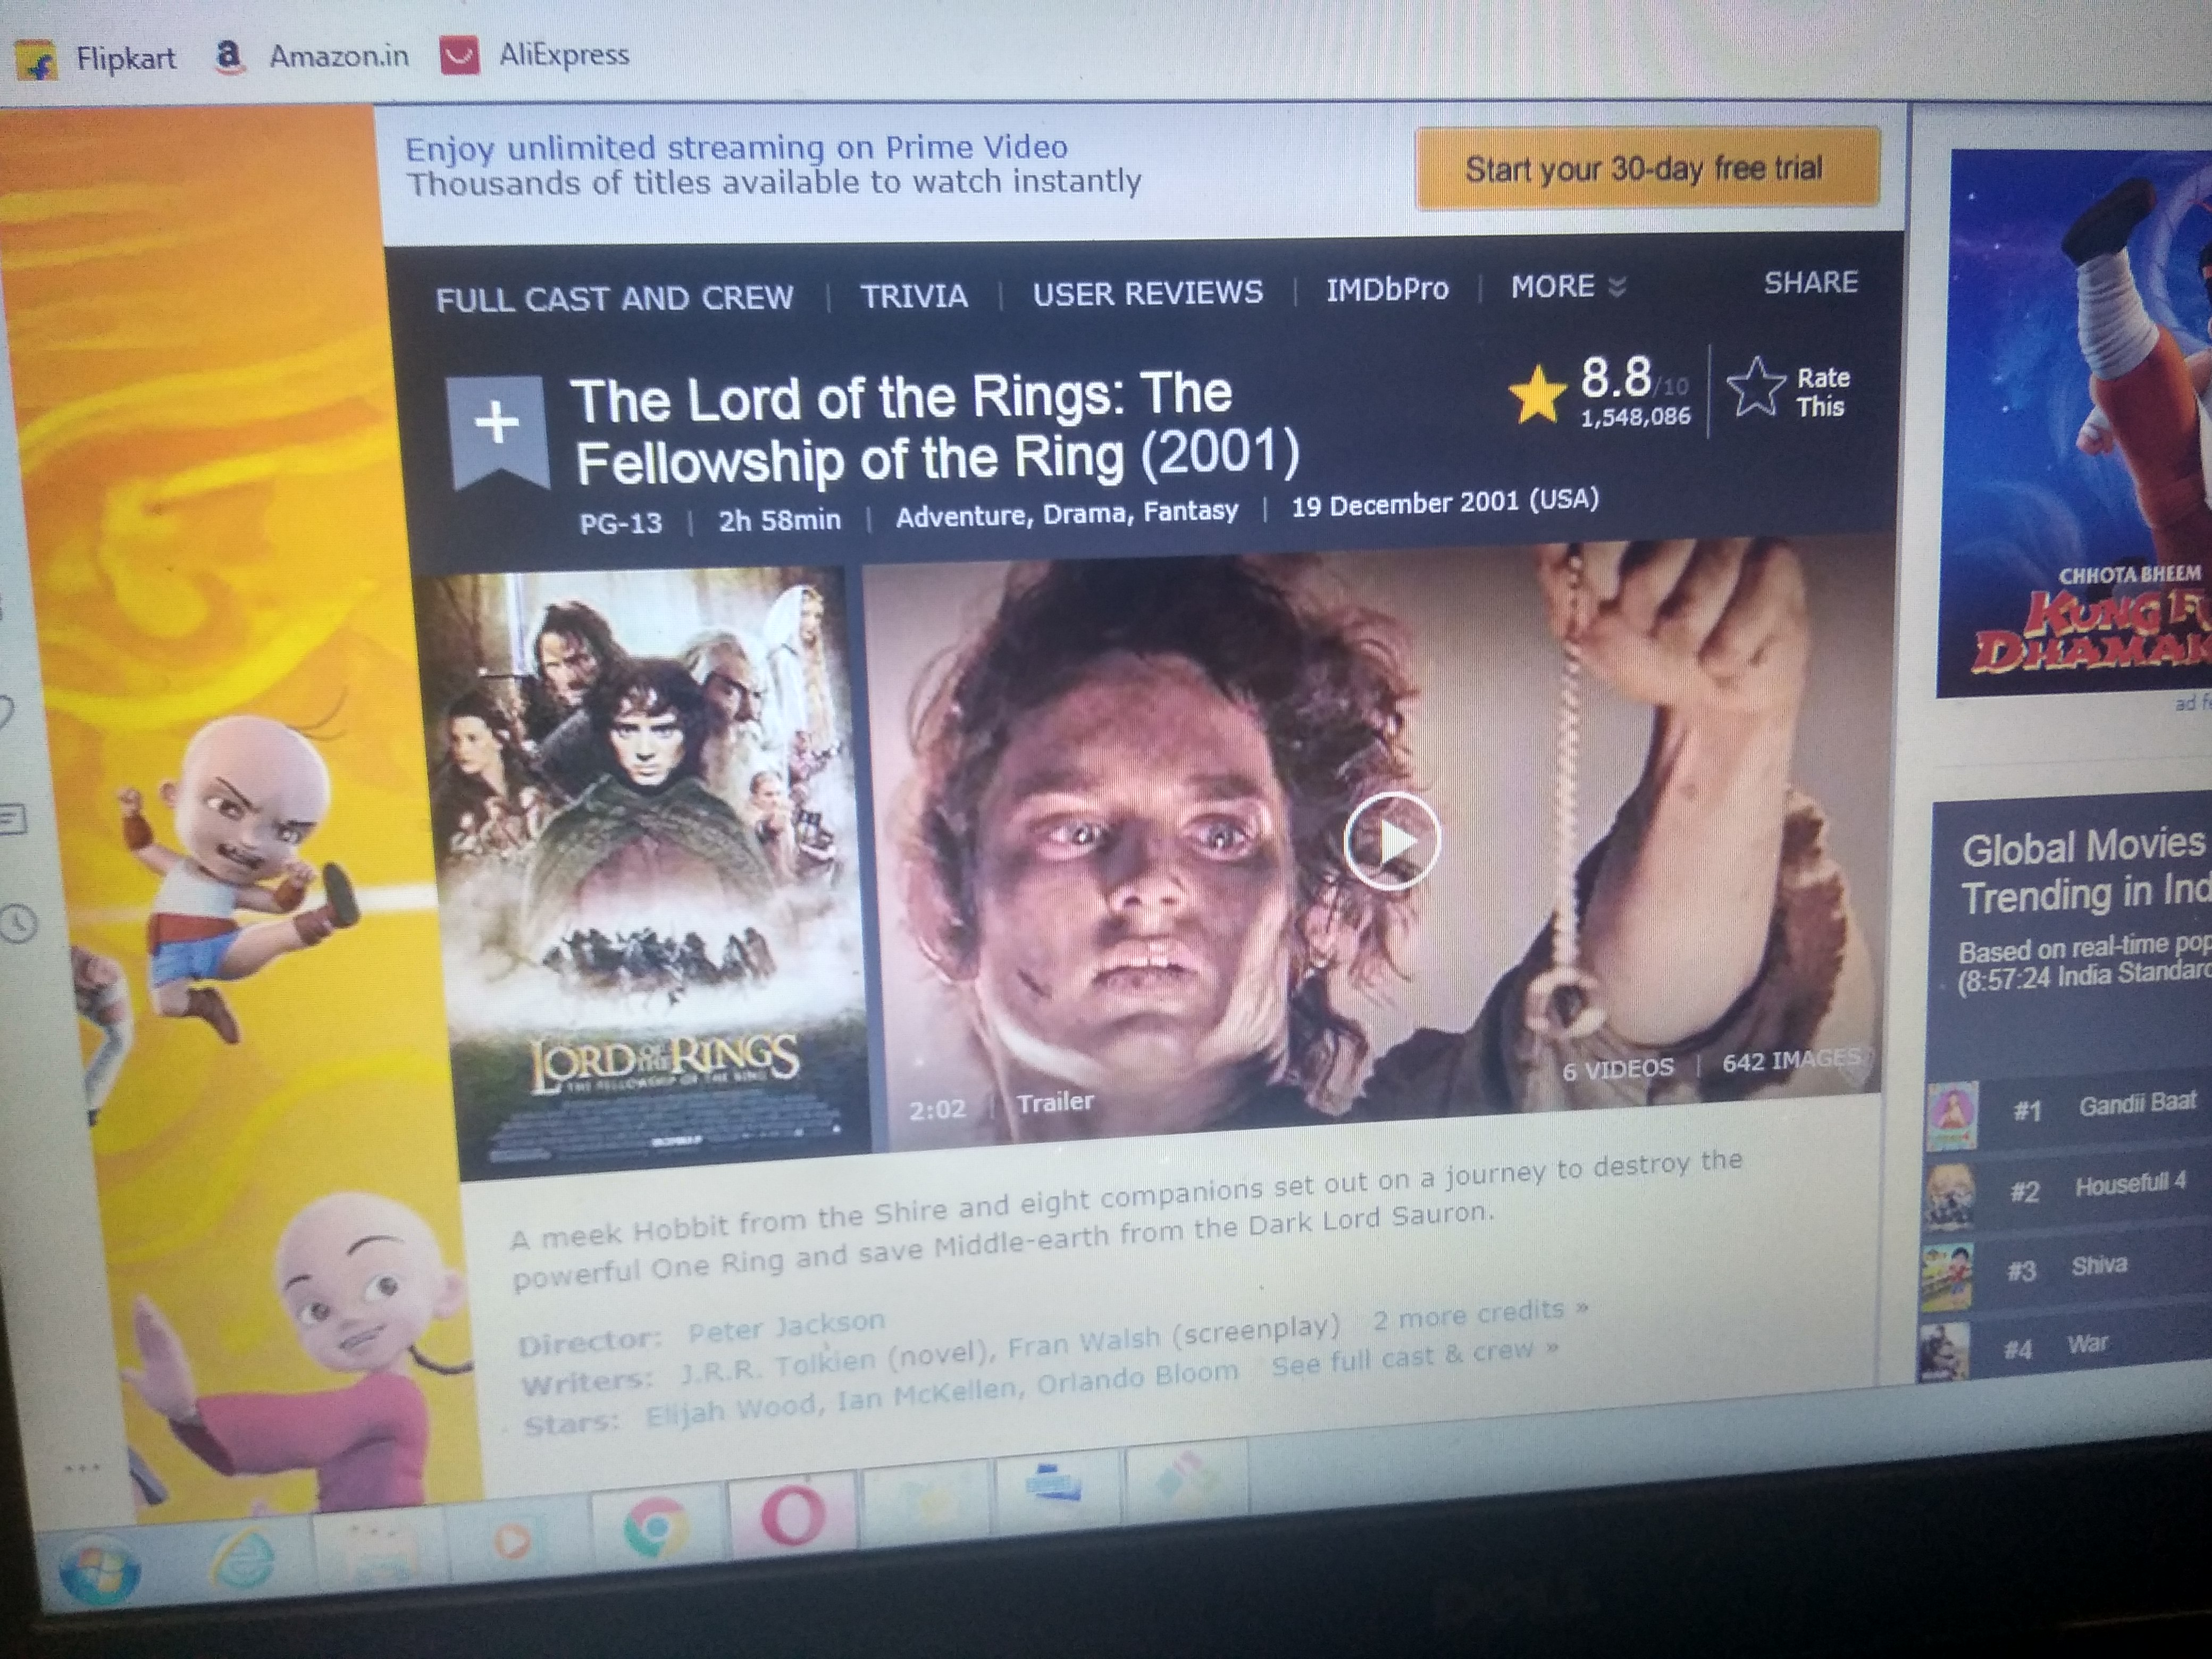 Flipkart Amazon.in AliExpress
Enjoy unlimited streaming on Prime Video
Thousands of titles available to watch instantly
Start your 30-day free trial
FULL CAST AND CREW | TRIVIA | USER REVIEWS | IMDbPro | MORE SHARE
+
The Lord of the Rings: The
Fellowship of the Ring (2001)
8.8/10
1,548,086
Rate
This
PG-13 | 2h 58min | Adventure, Drama, Fantasy | 19 December 2001 (USA)
LORD OF THE RINGS
THE FELLOWSHIP OF THE RING
2:02 | Trailer
6 VIDEOS | 642 IMAGES
A meek Hobbit from the Shire and eight companions set out on a journey to destroy the
powerful One Ring and save Middle-earth from the Dark Lord Sauron.
Director: Peter Jackson
Writers: J.R.R. Tolkien (novel), Fran Walsh (screenplay) 2 more credits »
Stars: Elijah Wood, Ian McKellen, Orlando Bloom See full cast & crew »
CHHOTA BHEEM
KUNG F
DHAMAK
ad fe
Global Movies
Trending in Ind
Based on real-time pop
(8:57:24 India Standard
#1 Gandii Baat
#2 Housefull 4
#3 Shiva
#4 War